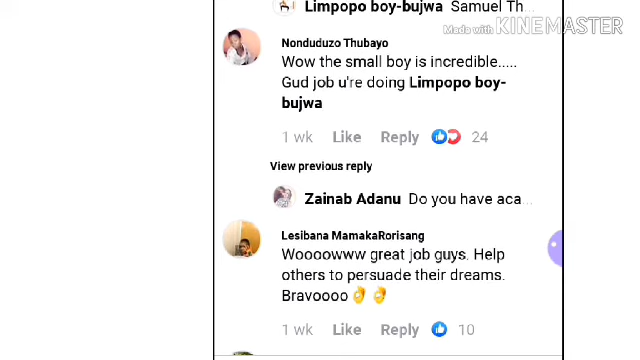 Limpopo boy-bujwa Samuel Th...
Made with KINEMASTER
Nonduduzo Thubayo
Wow the small boy is incredible.....
Gud job u're doing Limpopo boy-
bujwa
1 wk Like Reply 24
View previous reply
Zainab Adanu Do you have aca...
Lesibana MamakaRorisang
Woooowww great job guys. Help
others to persuade their dreams.
Bravoooo👌👌
1 wk Like Reply 10